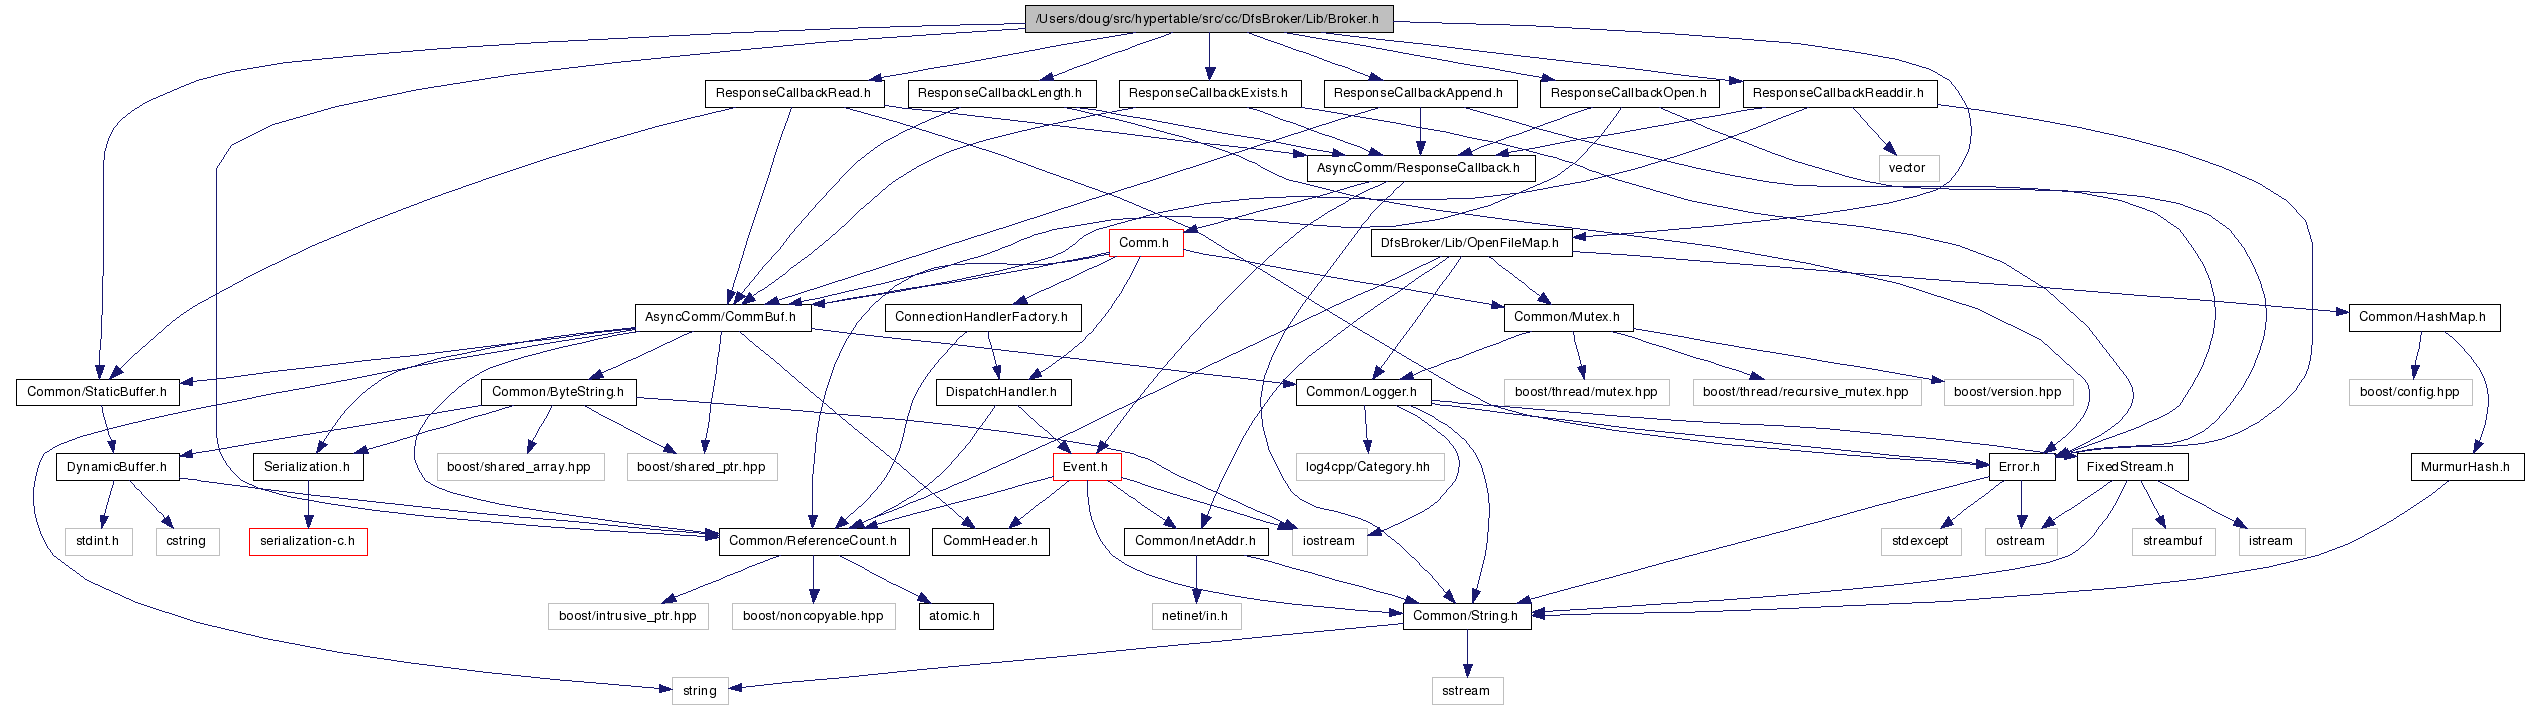 /Users/doug/src/hypertable/src/cc/DfsBroker/Lib/Broker.h
ResponseCallbackRead.h
ResponseCallbackLength.h
ResponseCallbackExists.h
ResponseCallbackAppend.h
ResponseCallbackOpen.h
ResponseCallbackReaddir.h
AsyncComm/ResponseCallback.h
vector
Comm.h
DfsBroker/Lib/OpenFileMap.h
AsyncComm/CommBuf.h
ConnectionHandlerFactory.h
Common/Mutex.h
Common/HashMap.h
Common/StaticBuffer.h
Common/ByteString.h
DispatchHandler.h
Common/Logger.h
boost/thread/mutex.hpp
boost/thread/recursive_mutex.hpp
boost/version.hpp
boost/config.hpp
DynamicBuffer.h
Serialization.h
boost/shared_array.hpp
boost/shared_ptr.hpp
Event.h
log4cpp/Category.hh
Error.h
FixedStream.h
MurmurHash.h
stdint.h
cstring
serialization-c.h
Common/ReferenceCount.h
CommHeader.h
Common/InetAddr.h
iostream
stdexcept
ostream
streambuf
istream
boost/intrusive_ptr.hpp
boost/noncopyable.hpp
atomic.h
netinet/in.h
Common/String.h
string
sstream